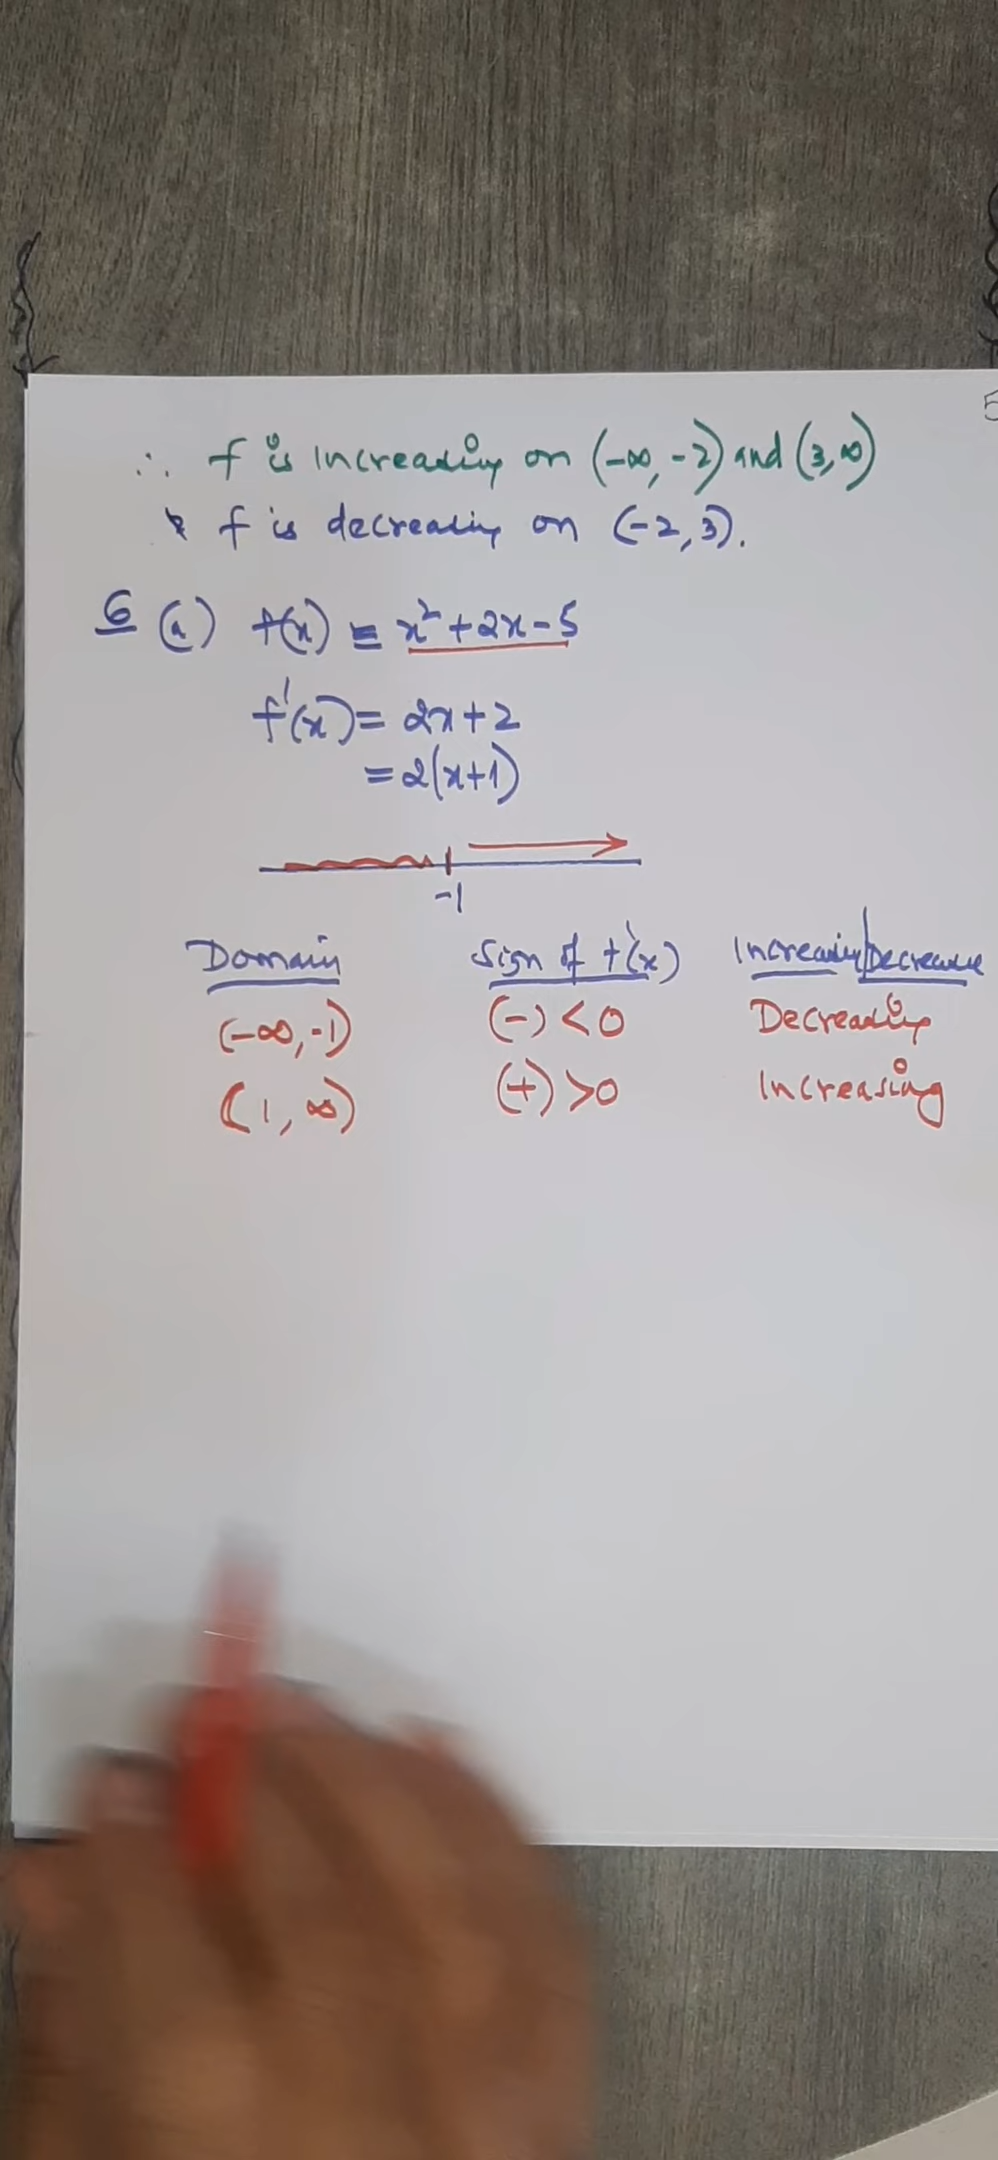 5
∴ f is increasing on (-∞, -2) and (3, ∞)
& f is decreasing on (-2, 3).
6 (a) f(x) = x² + 2x - 5
f'(x) = 2x + 2
= 2(x+1)
-1
Domain Sign of f'(x) Increasing/Decrease
(-∞, -1) (-) < 0 Decreasing
(1, ∞) (+) > 0 Increasing